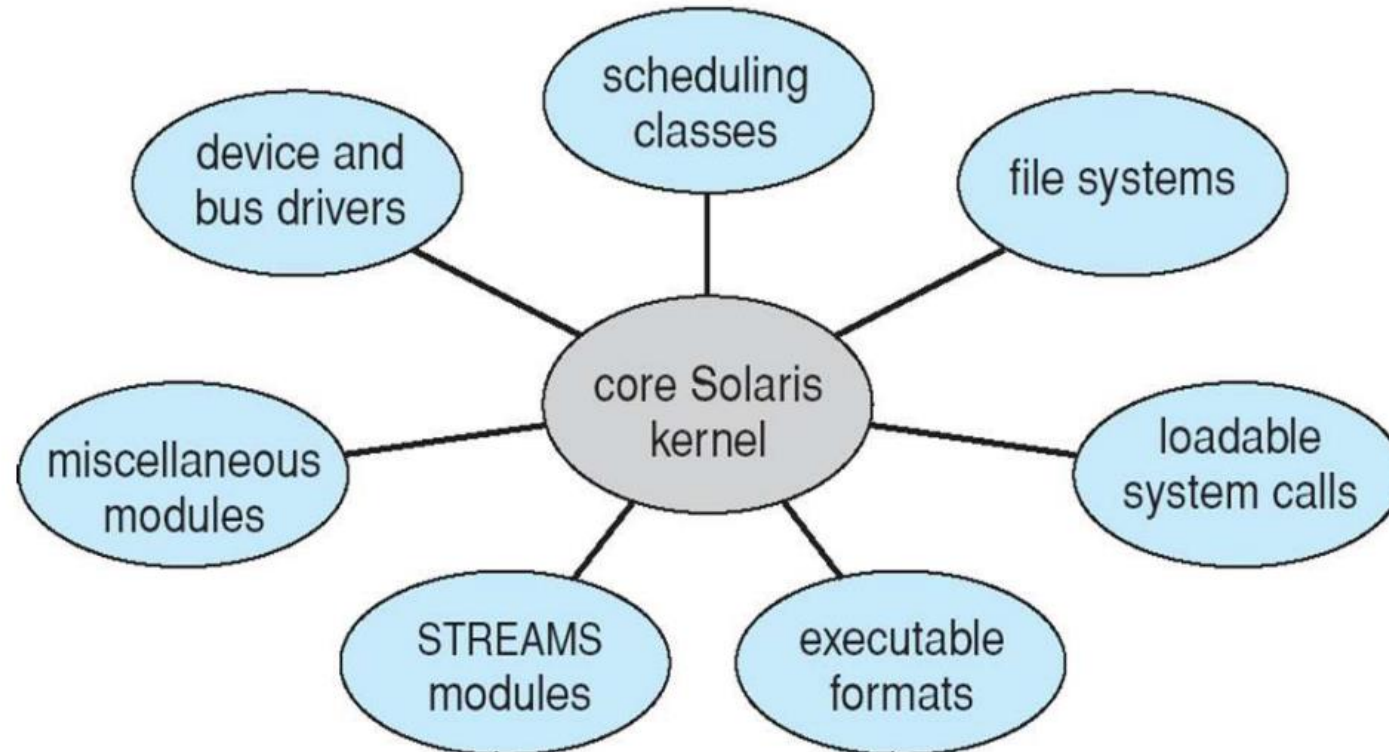 scheduling
classes
device and
bus drivers
file systems
core Solaris
kernel
miscellaneous
modules
loadable
system calls
STREAMS
modules
executable
formats